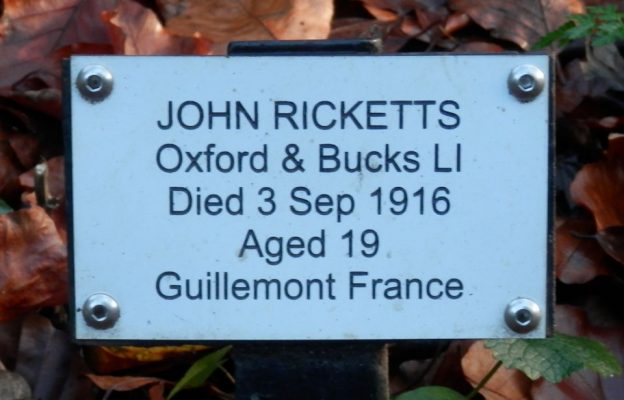 JOHN RICKETTS
Oxford & Bucks LI
Died 3 Sep 1916
Aged 19
Guillemont France